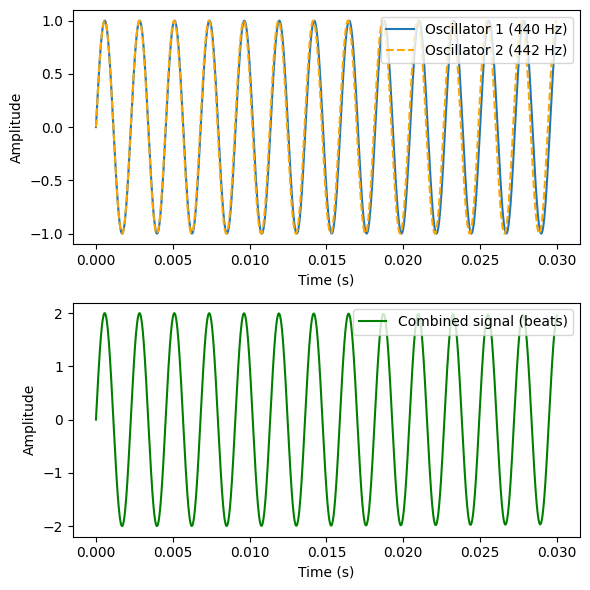 1.0
0.5
0.0
−0.5
−1.0
Amplitude
Oscillator 1 (440 Hz)
Oscillator 2 (442 Hz)
0.000 0.005 0.010 0.015 0.020 0.025 0.030
Time (s)
2
1
0
−1
−2
Amplitude
Combined signal (beats)
0.000 0.005 0.010 0.015 0.020 0.025 0.030
Time (s)